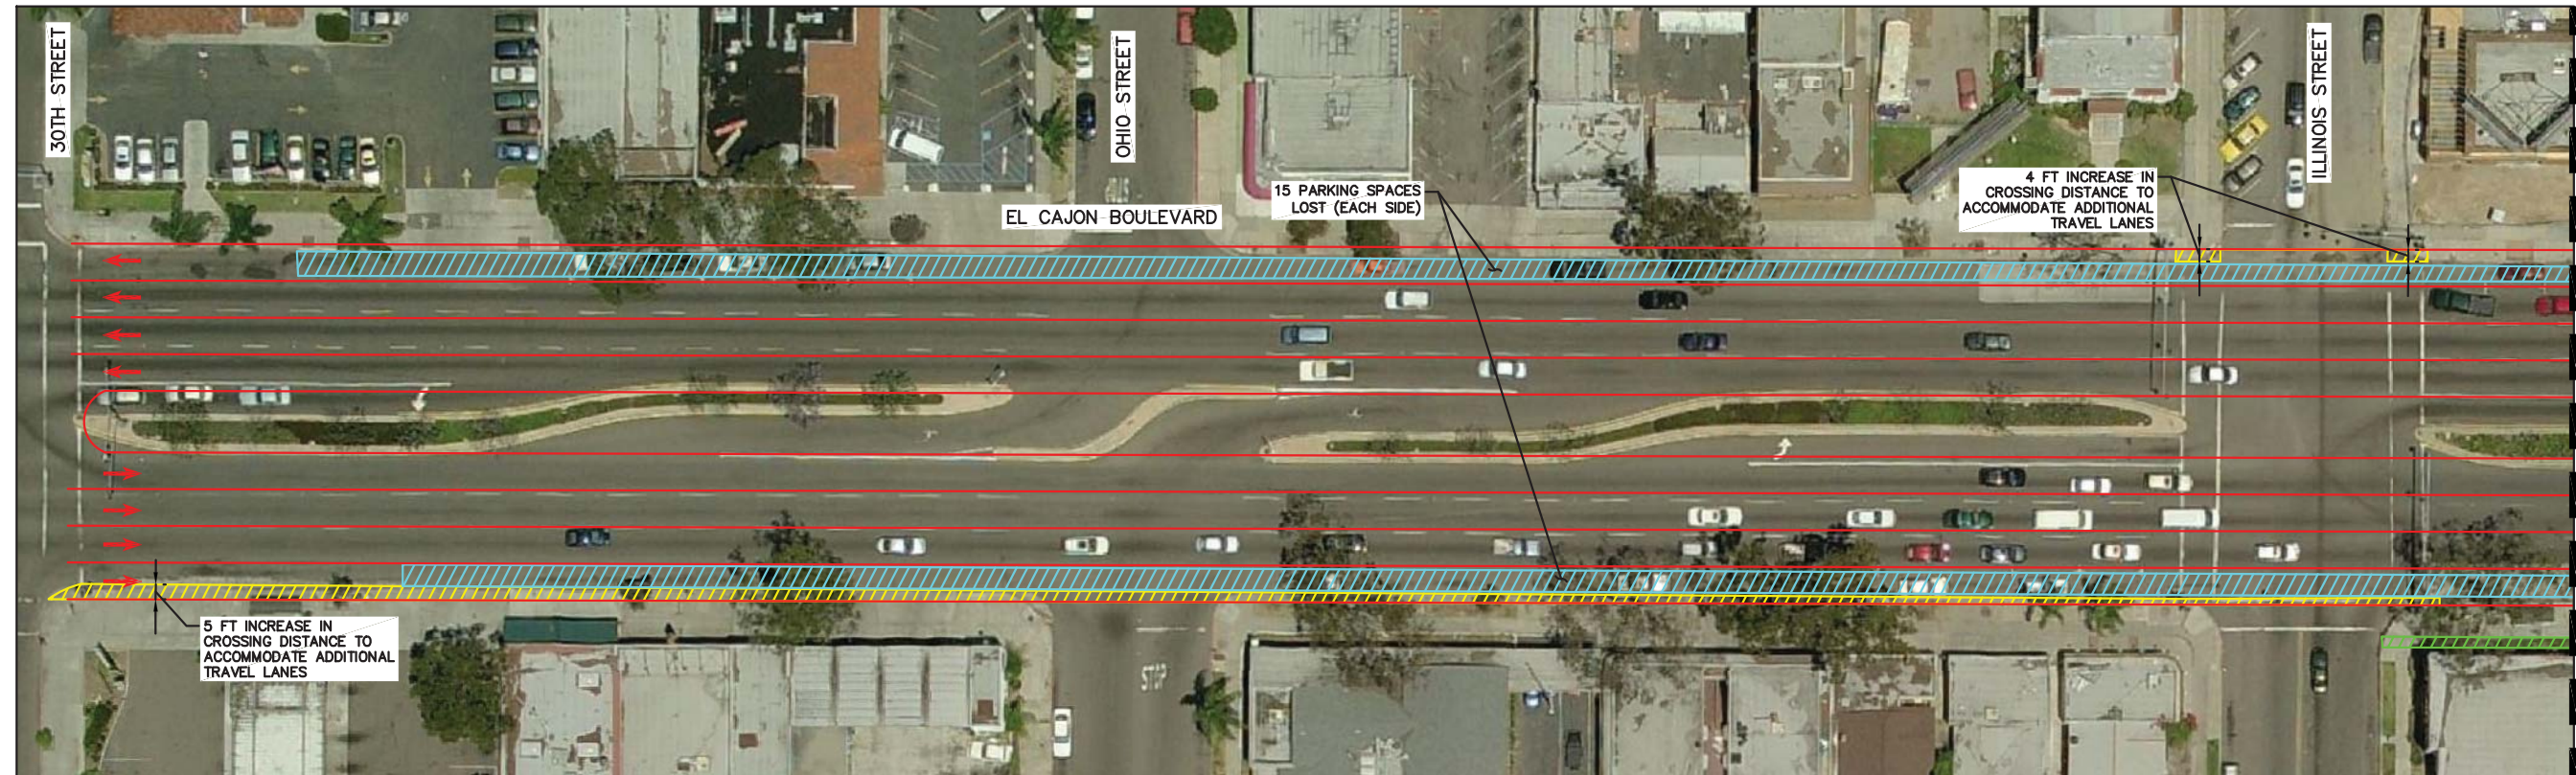 30TH STREET
OHIO STREET
ILLINOIS STREET
EL CAJON BOULEVARD
15 PARKING SPACES
LOST (EACH SIDE)
4 FT INCREASE IN
CROSSING DISTANCE TO
ACCOMMODATE ADDITIONAL
TRAVEL LANES
5 FT INCREASE IN
CROSSING DISTANCE TO
ACCOMMODATE ADDITIONAL
TRAVEL LANES
STOP